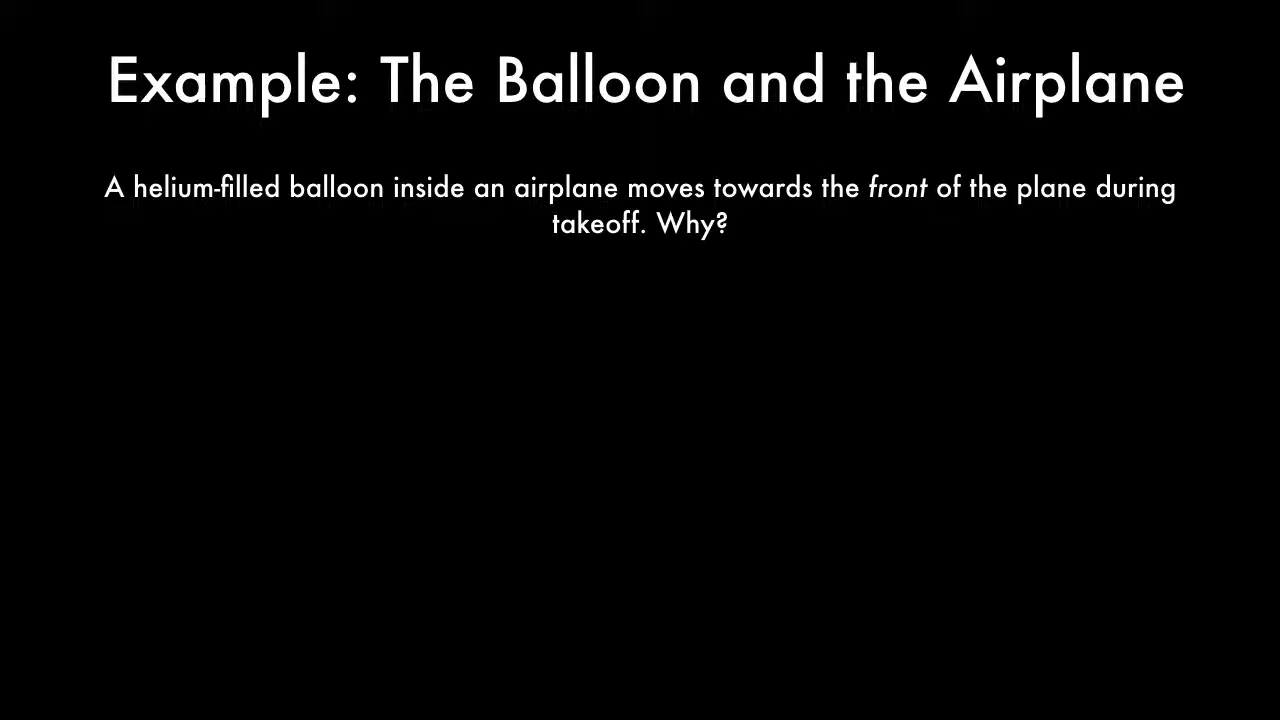 Example: The Balloon and the Airplane
A helium-filled balloon inside an airplane moves towards the front of the plane during
takeoff. Why?